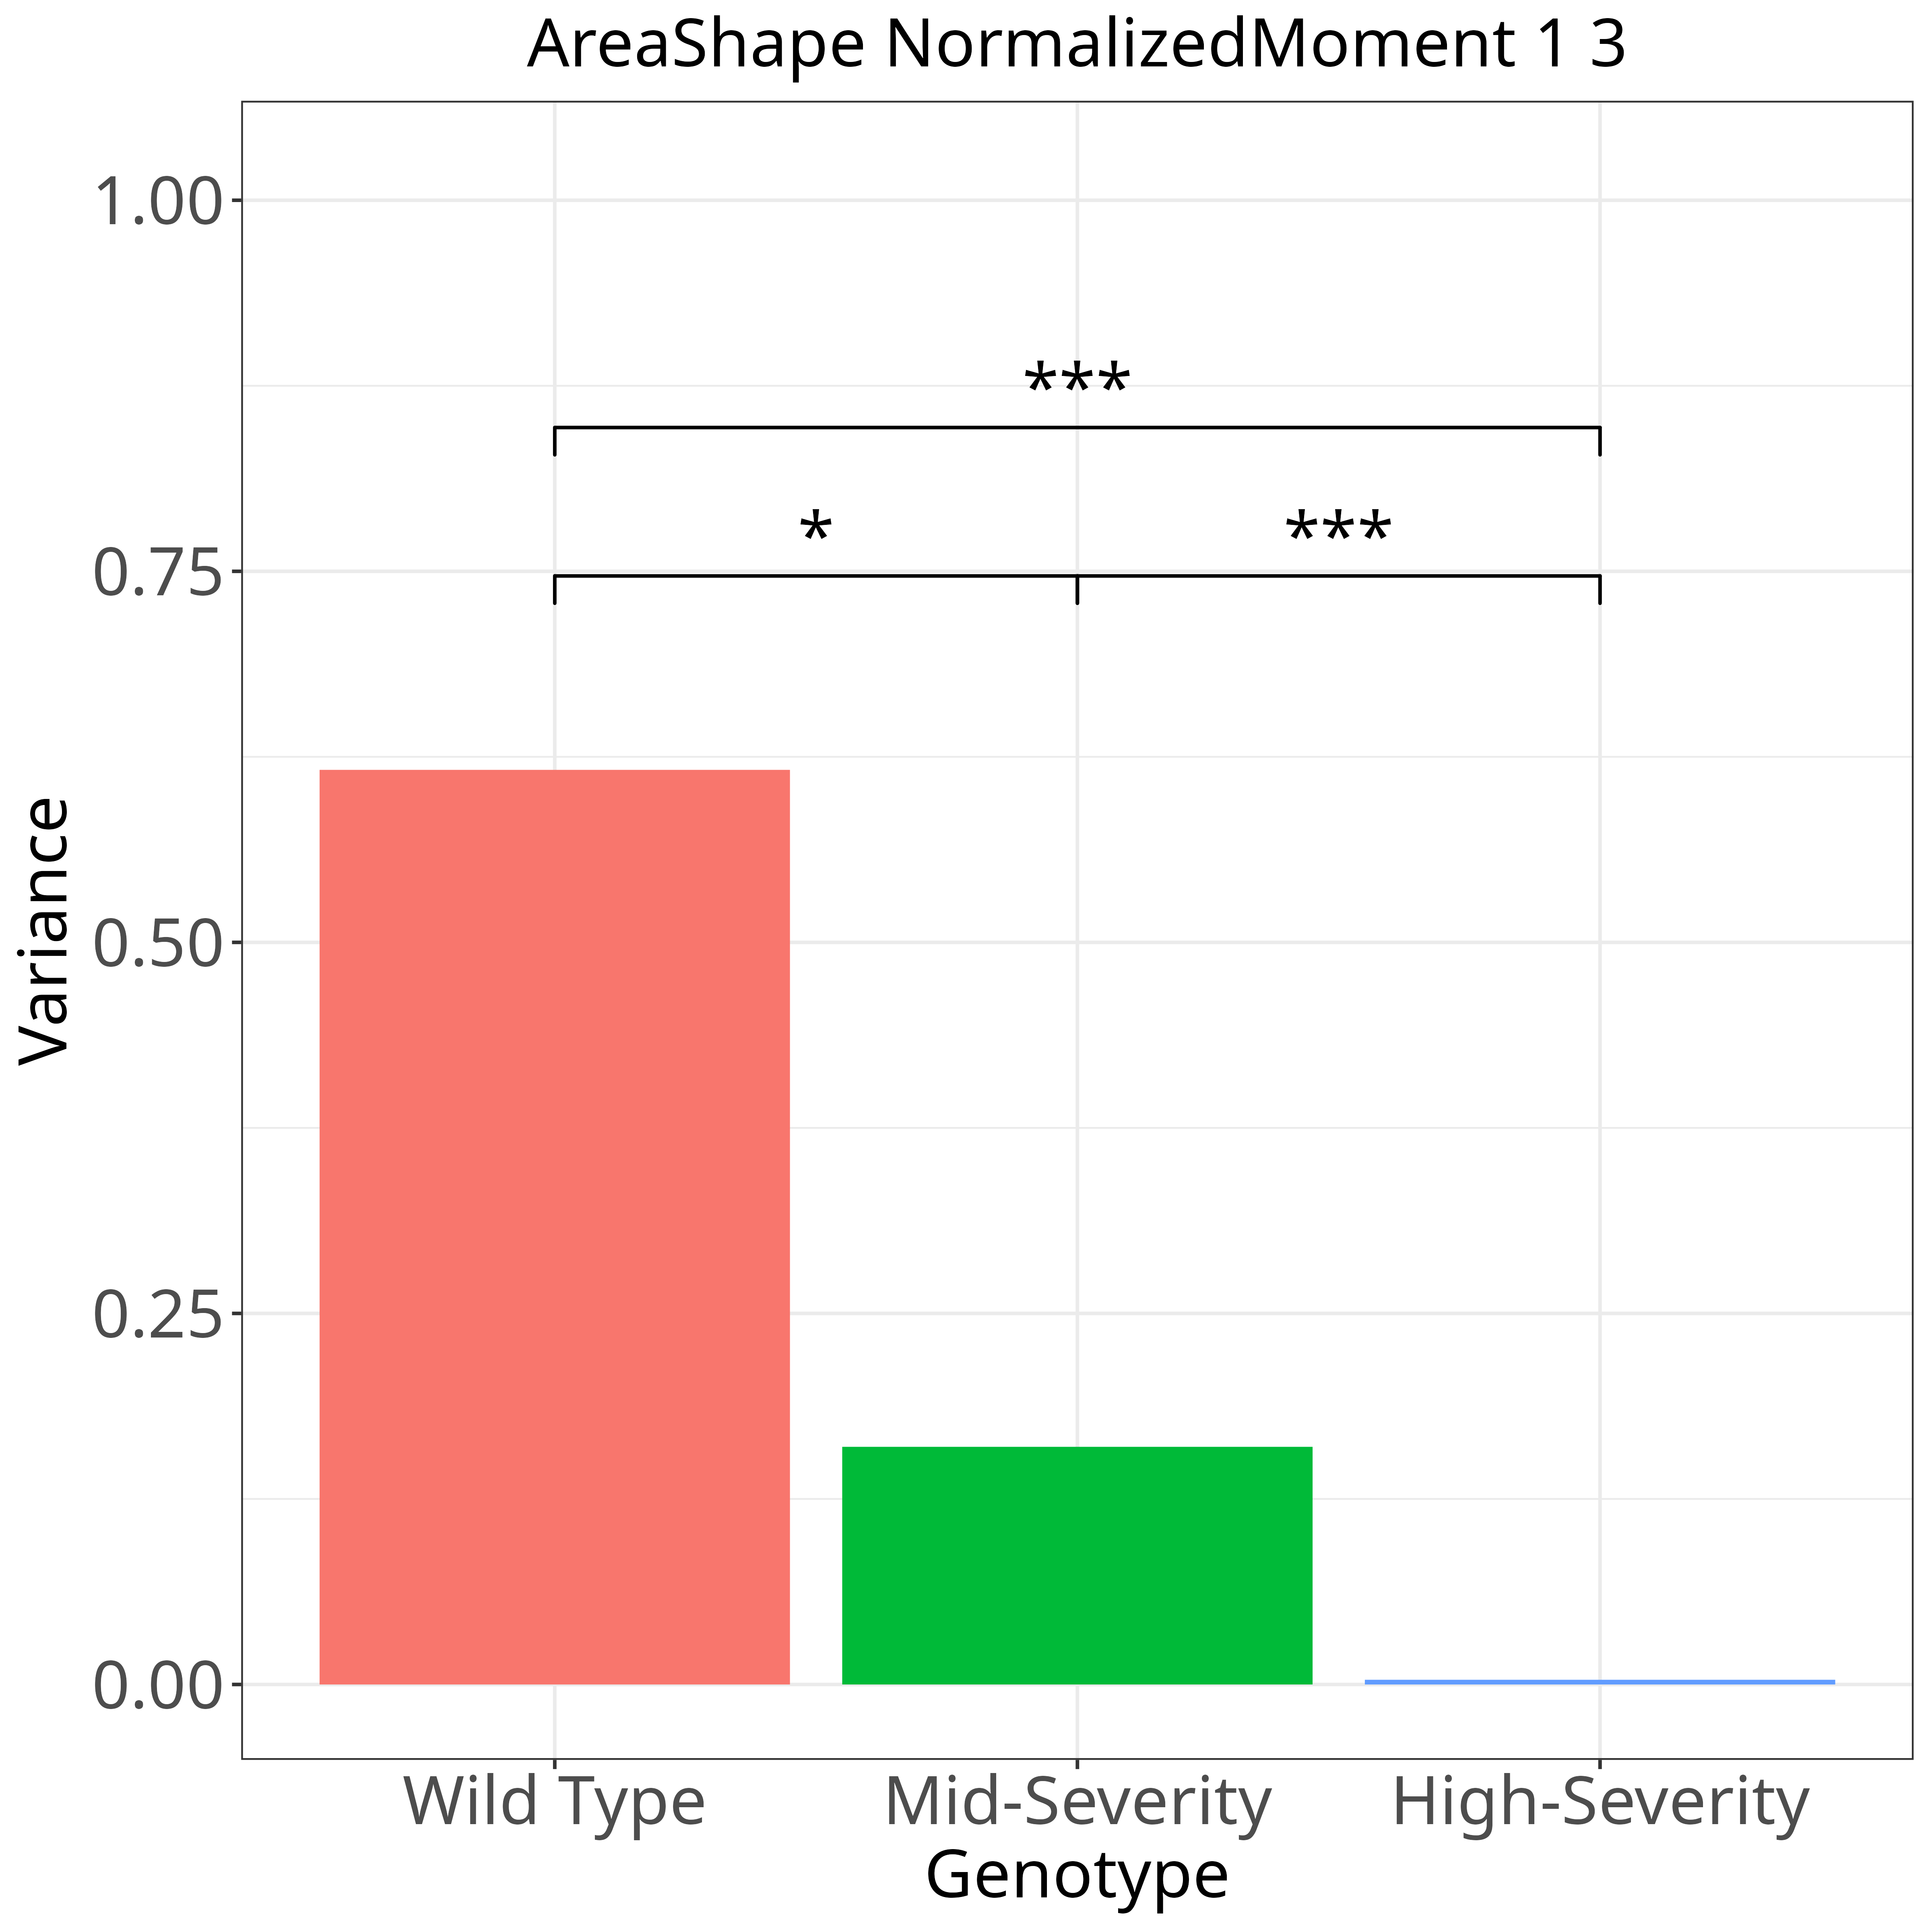 AreaShape NormalizedMoment 1 3
1.00
***
*
***
0.75
Variance
0.50
0.25
0.00
Wild Type
Mid-Severity
High-Severity
Genotype